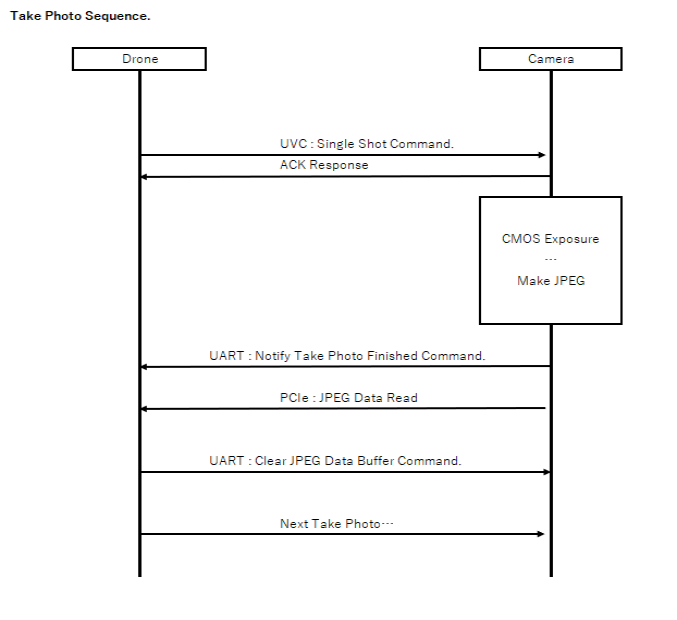 Take Photo Sequence.
Drone
Camera
UVC : Single Shot Command.
ACK Response
CMOS Exposure
…
Make JPEG
UART : Notify Take Photo Finished Command.
PCIe : JPEG Data Read
UART : Clear JPEG Data Buffer Command.
Next Take Photo…